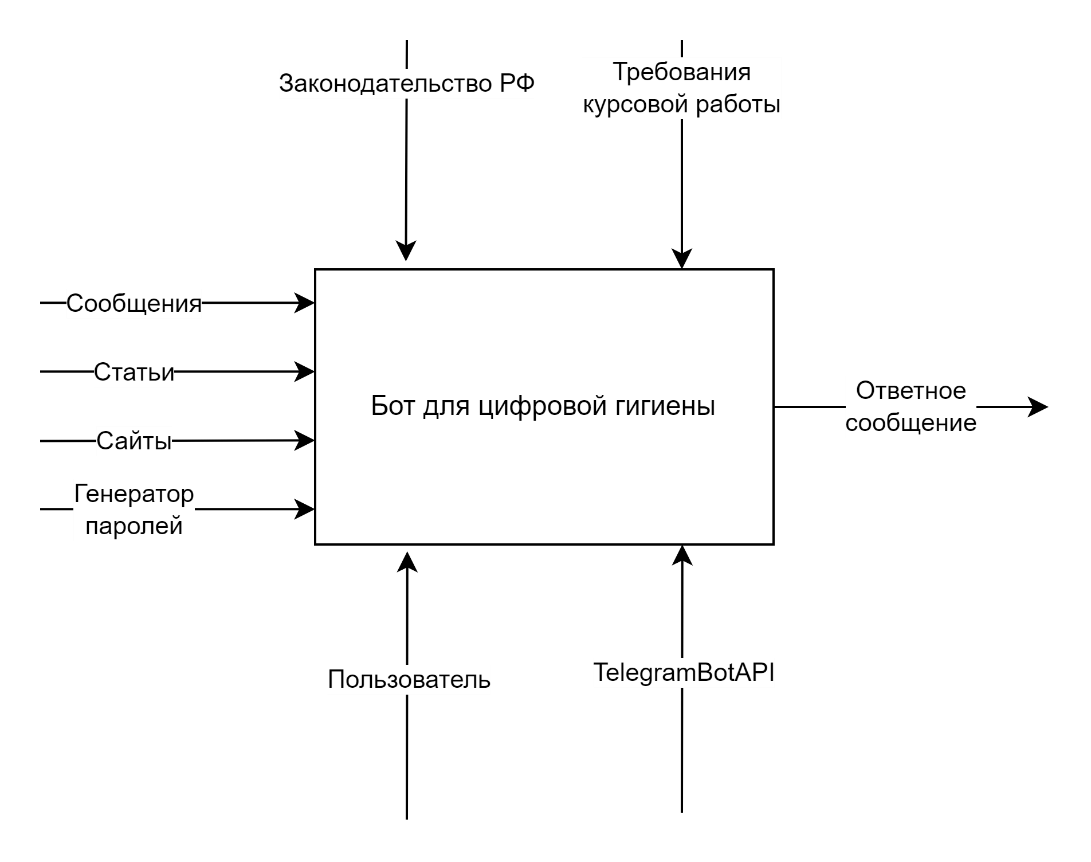 Законодательство РФ
Требования
курсовой работы
Сообщения
Статьи
Сайты
Генератор
паролей
Бот для цифровой гигиены
Ответное
сообщение
Пользователь
TelegramBotAPI